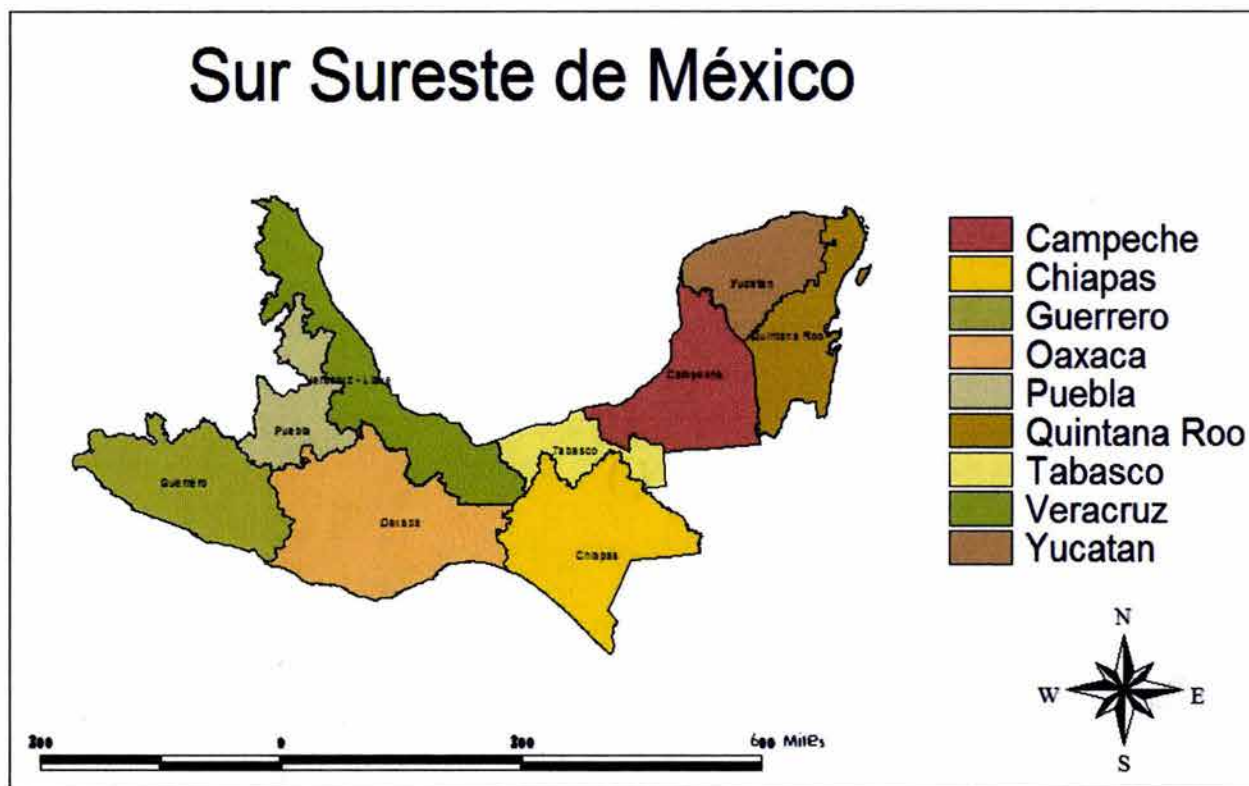 Sur Sureste de México
Yucatan
Quintana Roo
Campeche
Puebla
Tabasco
Guerrero
Oaxaca
Chiapas
Campeche
Chiapas
Guerrero
Oaxaca
Puebla
Quintana Roo
Tabasco
Veracruz
Yucatan
N
W
E
S
0
600 Miles